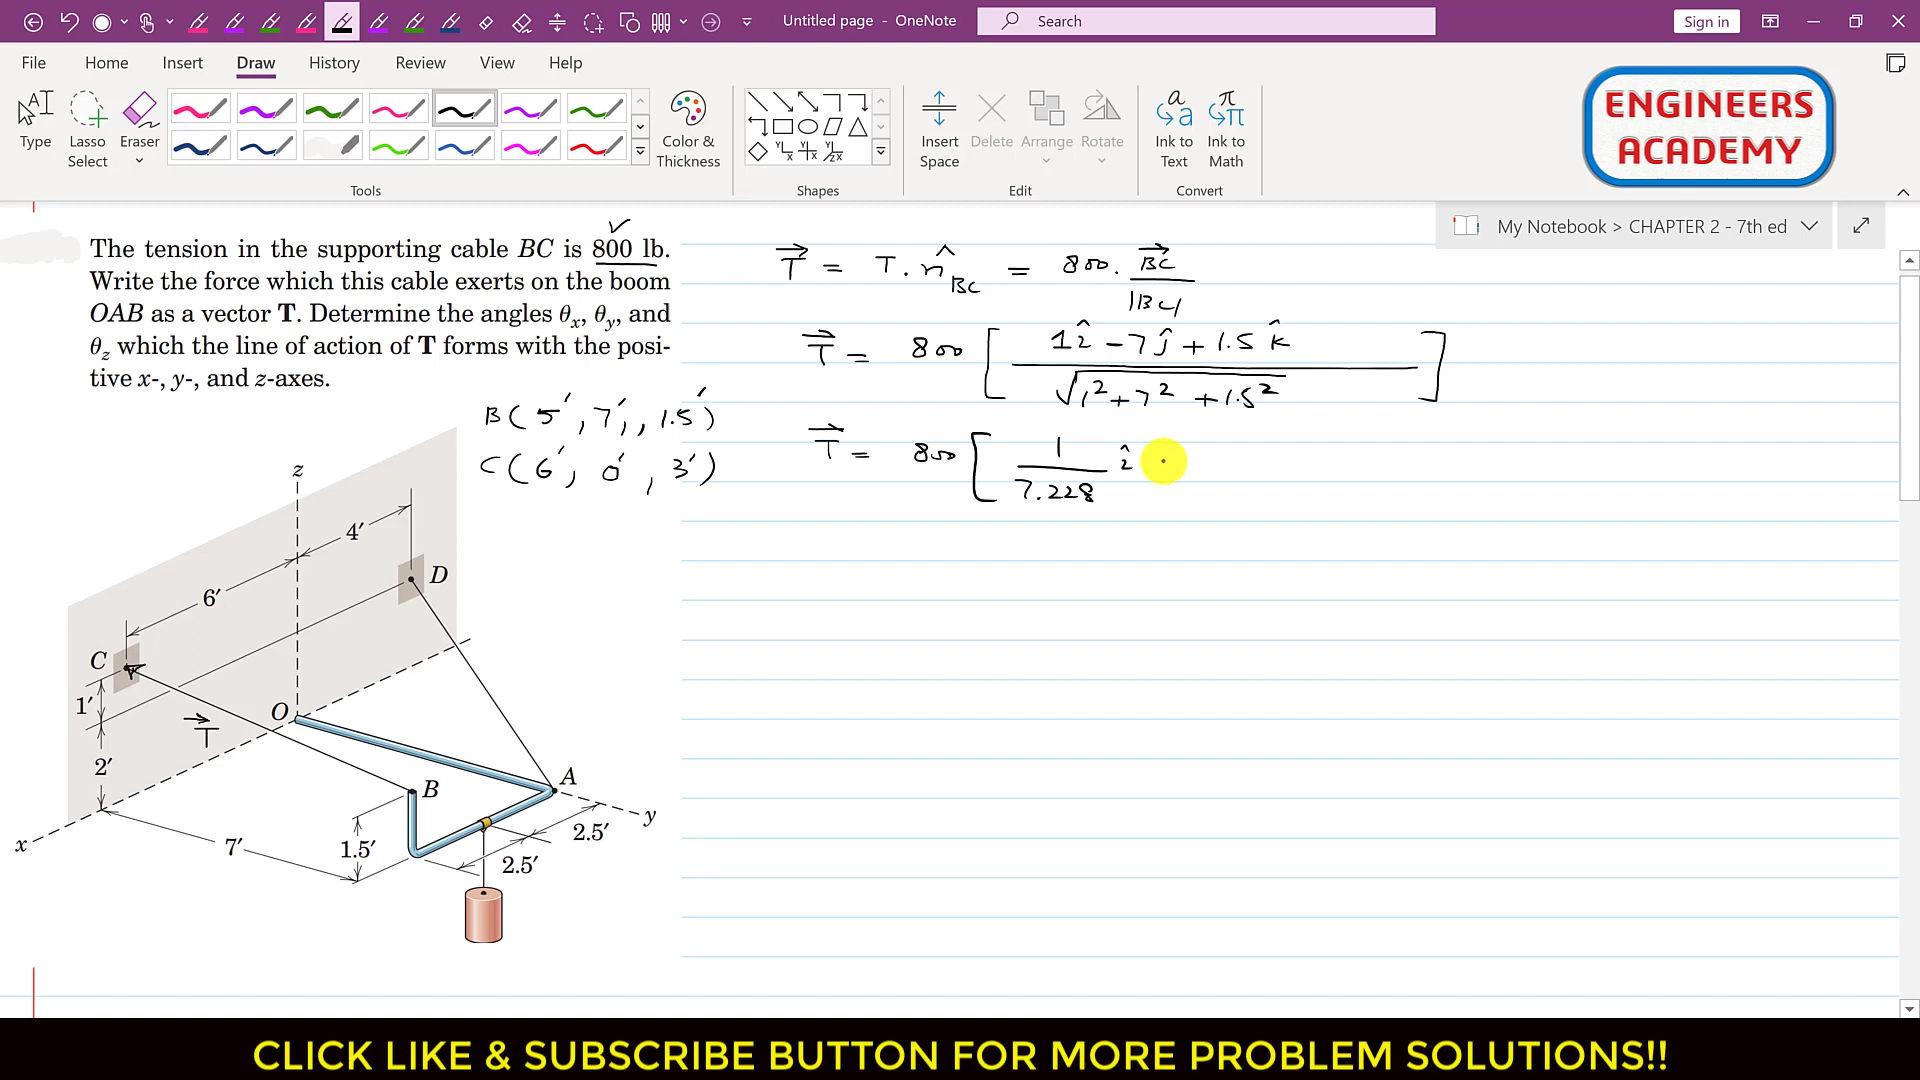 Untitled page - OneNote
Search
Sign in
File Home Insert Draw History Review View Help
Type
Lasso Select
Eraser
Color & Thickness
Insert Space
Delete
Arrange
Rotate
Ink to Text
Ink to Math
Tools
Shapes
Edit
Convert
ENGINEERS ACADEMY
My Notebook > CHAPTER 2 - 7th ed
The tension in the supporting cable BC is 800 lb.
Write the force which this cable exerts on the boom
OAB as a vector T. Determine the angles θx, θy, and
θz which the line of action of T forms with the posi-
tive x-, y-, and z-axes.
B(5′, 7′, 1.5′)
C(6′, 0′, 3′)
T⃗ = T. n̂BC = 800. BC⃗ / |BC|
T⃗ = 800 [ 1î - 7ĵ + 1.5 k̂ / √1² + 7² + 1.5² ]
T⃗ = 800 [ 1 / 7.228 î
z
4′
D
6′
C
1′
O
T⃗
2′
A
B
y
x
2.5′
7′
1.5′
2.5′
CLICK LIKE & SUBSCRIBE BUTTON FOR MORE PROBLEM SOLUTIONS!!